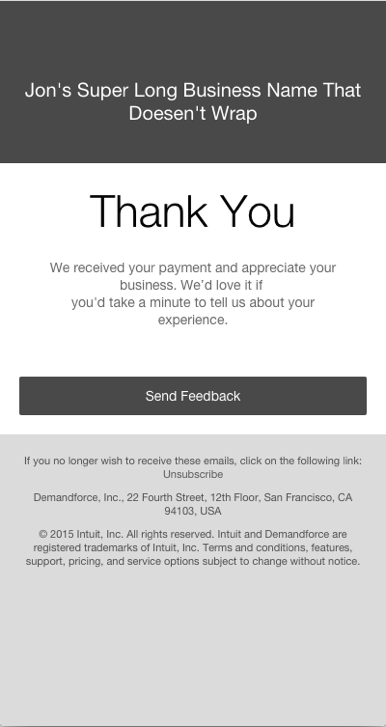 Jon's Super Long Business Name That
Doesen't Wrap
Thank You
We received your payment and appreciate your
business. We’d love it if
you’d take a minute to tell us about your
experience.
Send Feedback
If you no longer wish to receive these emails, click on the following link:
Unsubscribe
Demandforce, Inc., 22 Fourth Street, 12th Floor, San Francisco, CA
94103, USA
© 2015 Intuit, Inc. All rights reserved. Intuit and Demandforce are
registered trademarks of Intuit, Inc. Terms and conditions, features,
support, pricing, and service options subject to change without notice.